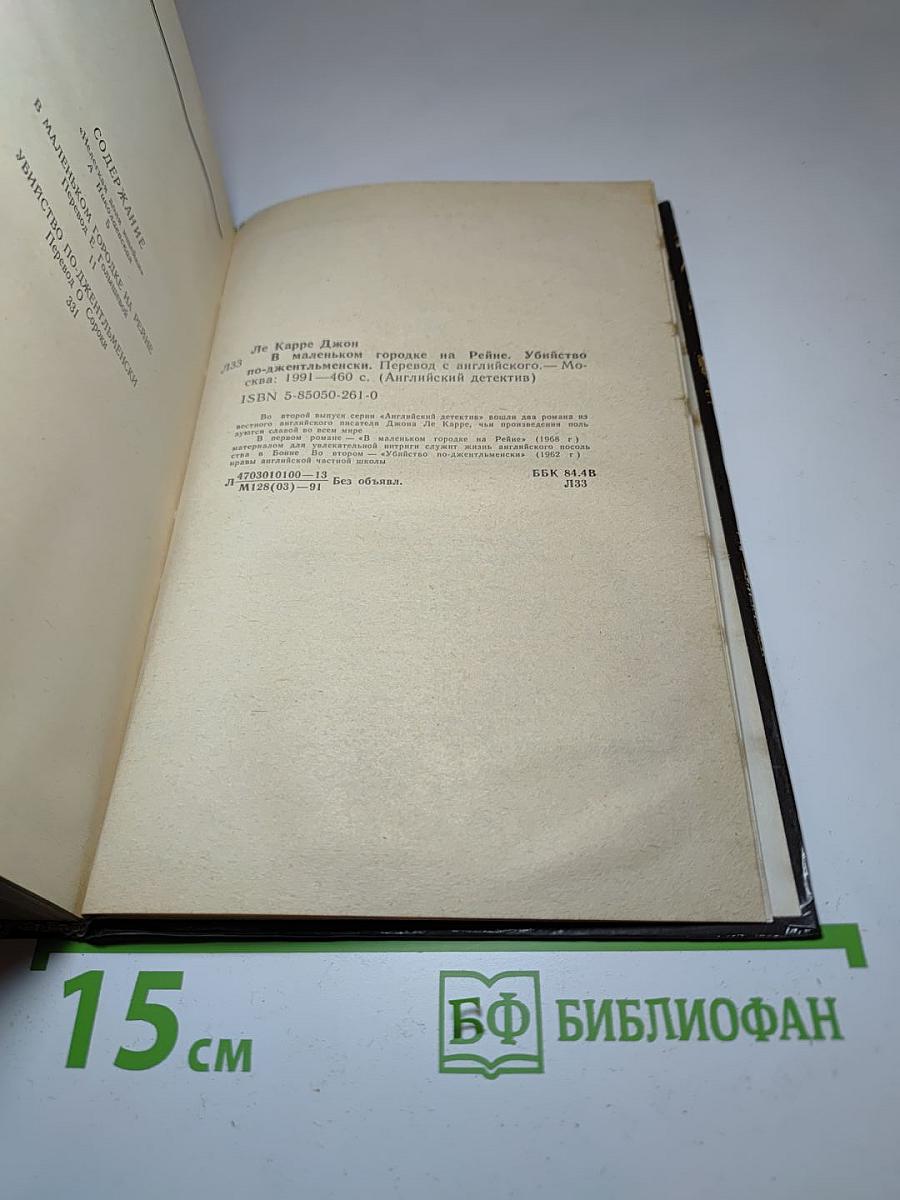 СОДЕРЖАНИЕ
В МАЛЕНЬКОМ ГОРОДКЕ НА РЕЙНЕ
Перевод Е. Голышевой
11
УБИЙСТВО ПО-ДЖЕНТЛЬМЕНСКИ
Перевод О Сороки
331
Ле Карре Джон
Л33 В маленьком городке на Рейне. Убийство
по-джентльменски. Перевод с английского.— Мо-
сква: 1991—460 с. (Английский детектив)
ISBN 5-85050-261-0
Во второй выпуск серии «Английский детектив» вошли два романа из
вестного английского писателя Джона Ле Карре, чьи произведения поль
зуются славой во всем мире
В первом романе — «В маленьком городке на Рейне» (1968 г )
материалом для увлекательной интриги служит жизнь английского посоль
ства в Бонне. Во втором — «Убийство по-джентльменски» (1962 г )
нравы английской частной школы
Л 4703010100—13 Без объявл. ББК 84.4В
М128(03)—91 Л33
15 см
БФ БИБЛИОФАН